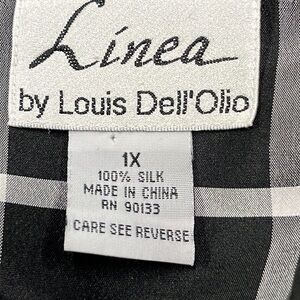 Linea
by Louis Dell'Olio
1X
100% SILK
MADE IN CHINA
RN 90133
CARE SEE REVERSE